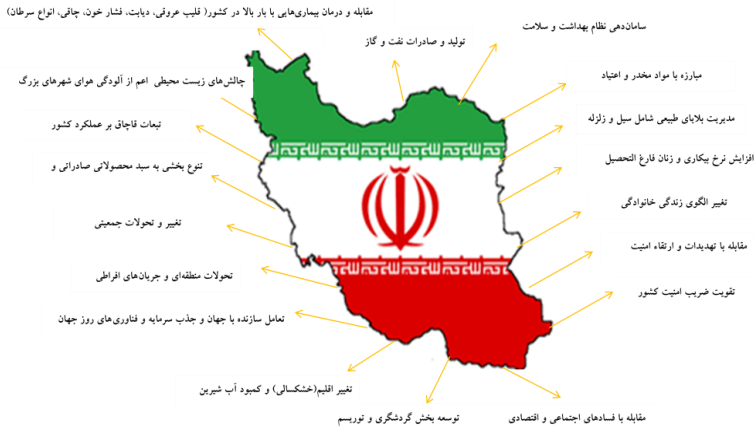 مقابله و درمان بیماری‌هایی با بار بالا در کشور( قلیب عروقی، دیابت، فشار خون، چاقی، انواع سرطان)
سامان‌دهی نظام بهداشت و سلامت
تولید و صادرات نفت و گاز
مبارزه با مواد مخدر و اعتیاد
چالش‌های زیست محیطی اعم از آلودگی هوای شهرهای بزرگ
مدیریت بلایای طبیعی شامل سیل و زلزله
تبعات قاچاق بر عملکرد کشور
افزایش نرخ بیکاری و زنان فارغ التحصیل
تنوع بخشی به سبد محصولاتی صادراتی و
تغییر الگوی زندگی خانوادگی
تغییر و تحولات جمعیتی
مقابله با تهدیدات و ارتقاء امنیت
تحولات منطقه‌ای و جریان‌های افراطی
تقویت ضریب امنیت کشور
تعامل سازنده با جهان و جذب سرمایه و فناوری‌های روز جهان
تغییر اقلیم(خشکسالی) و کمبود آب شیرین
توسعه بخش گردشگری و توریسم
مقابله با فسادهای اجتماعی و اقتصادی